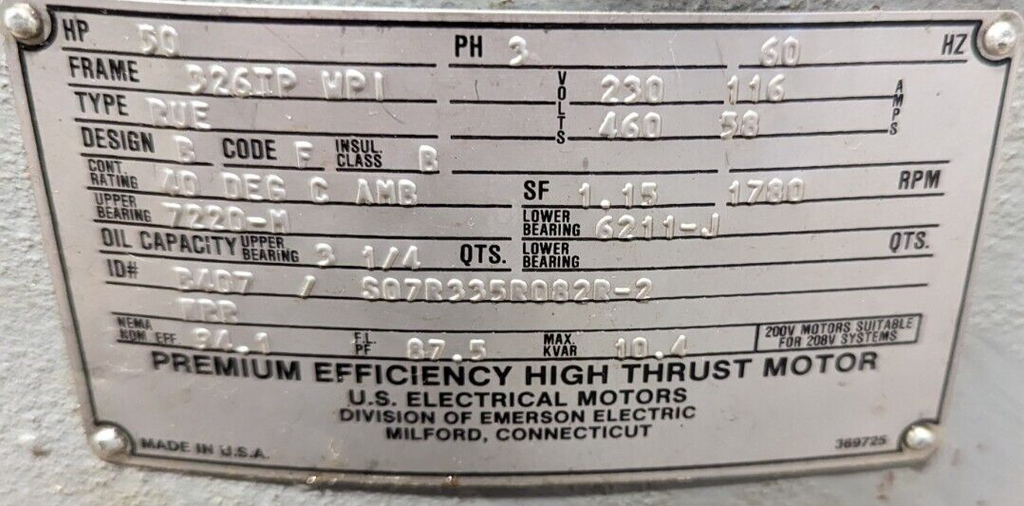 HP 50 PH 3 60 HZ
FRAME 326TP WPI VOLTS 230 116 AMPS
TYPE RUE 460 58
DESIGN B CODE F INSUL. CLASS B
CONT. RATING 40 DEG C AMB SF 1.15 1780 RPM
UPPER BEARING 7220-M LOWER BEARING 6211-J
OIL CAPACITY UPPER BEARING 3 1/4 QTS. LOWER BEARING QTS.
ID# B407 / S07R335R082R-2
NEMA NOM. EFF 94.1 F.L. PF 87.5 MAX. KVAR 10.4 200V MOTORS SUITABLE FOR 208V SYSTEMS
PREMIUM EFFICIENCY HIGH THRUST MOTOR
U.S. ELECTRICAL MOTORS
DIVISION OF EMERSON ELECTRIC
MILFORD, CONNECTICUT
MADE IN U.S.A. 369725